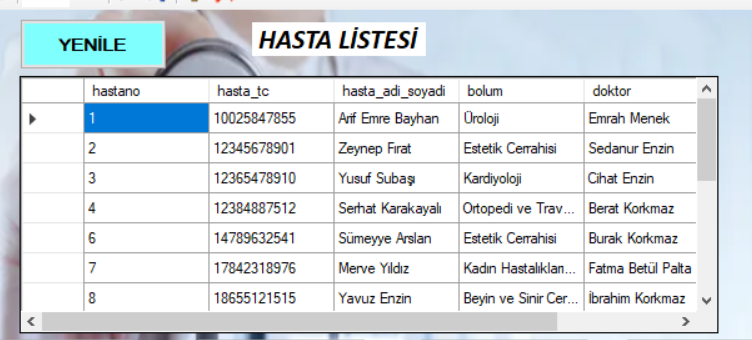 YENİLE
HASTA LİSTESİ
hastano hasta_tc hasta_adi_soyadi bolum doktor
1 10025847855 Arif Emre Bayhan Üroloji Emrah Menek
2 12345678901 Zeynep Fırat Estetik Cerrahisi Sedanur Enzin
3 12365478910 Yusuf Subaşı Kardiyoloji Cihat Enzin
4 12384887512 Serhat Karakayalı Ortopedi ve Trav... Berat Korkmaz
6 14789632541 Sümeyye Arslan Estetik Cerrahisi Burak Korkmaz
7 17842318976 Merve Yıldız Kadın Hastalıkları... Fatma Betül Palta
8 18655121515 Yavuz Enzin Beyin ve Sinir Cer... İbrahim Korkmaz